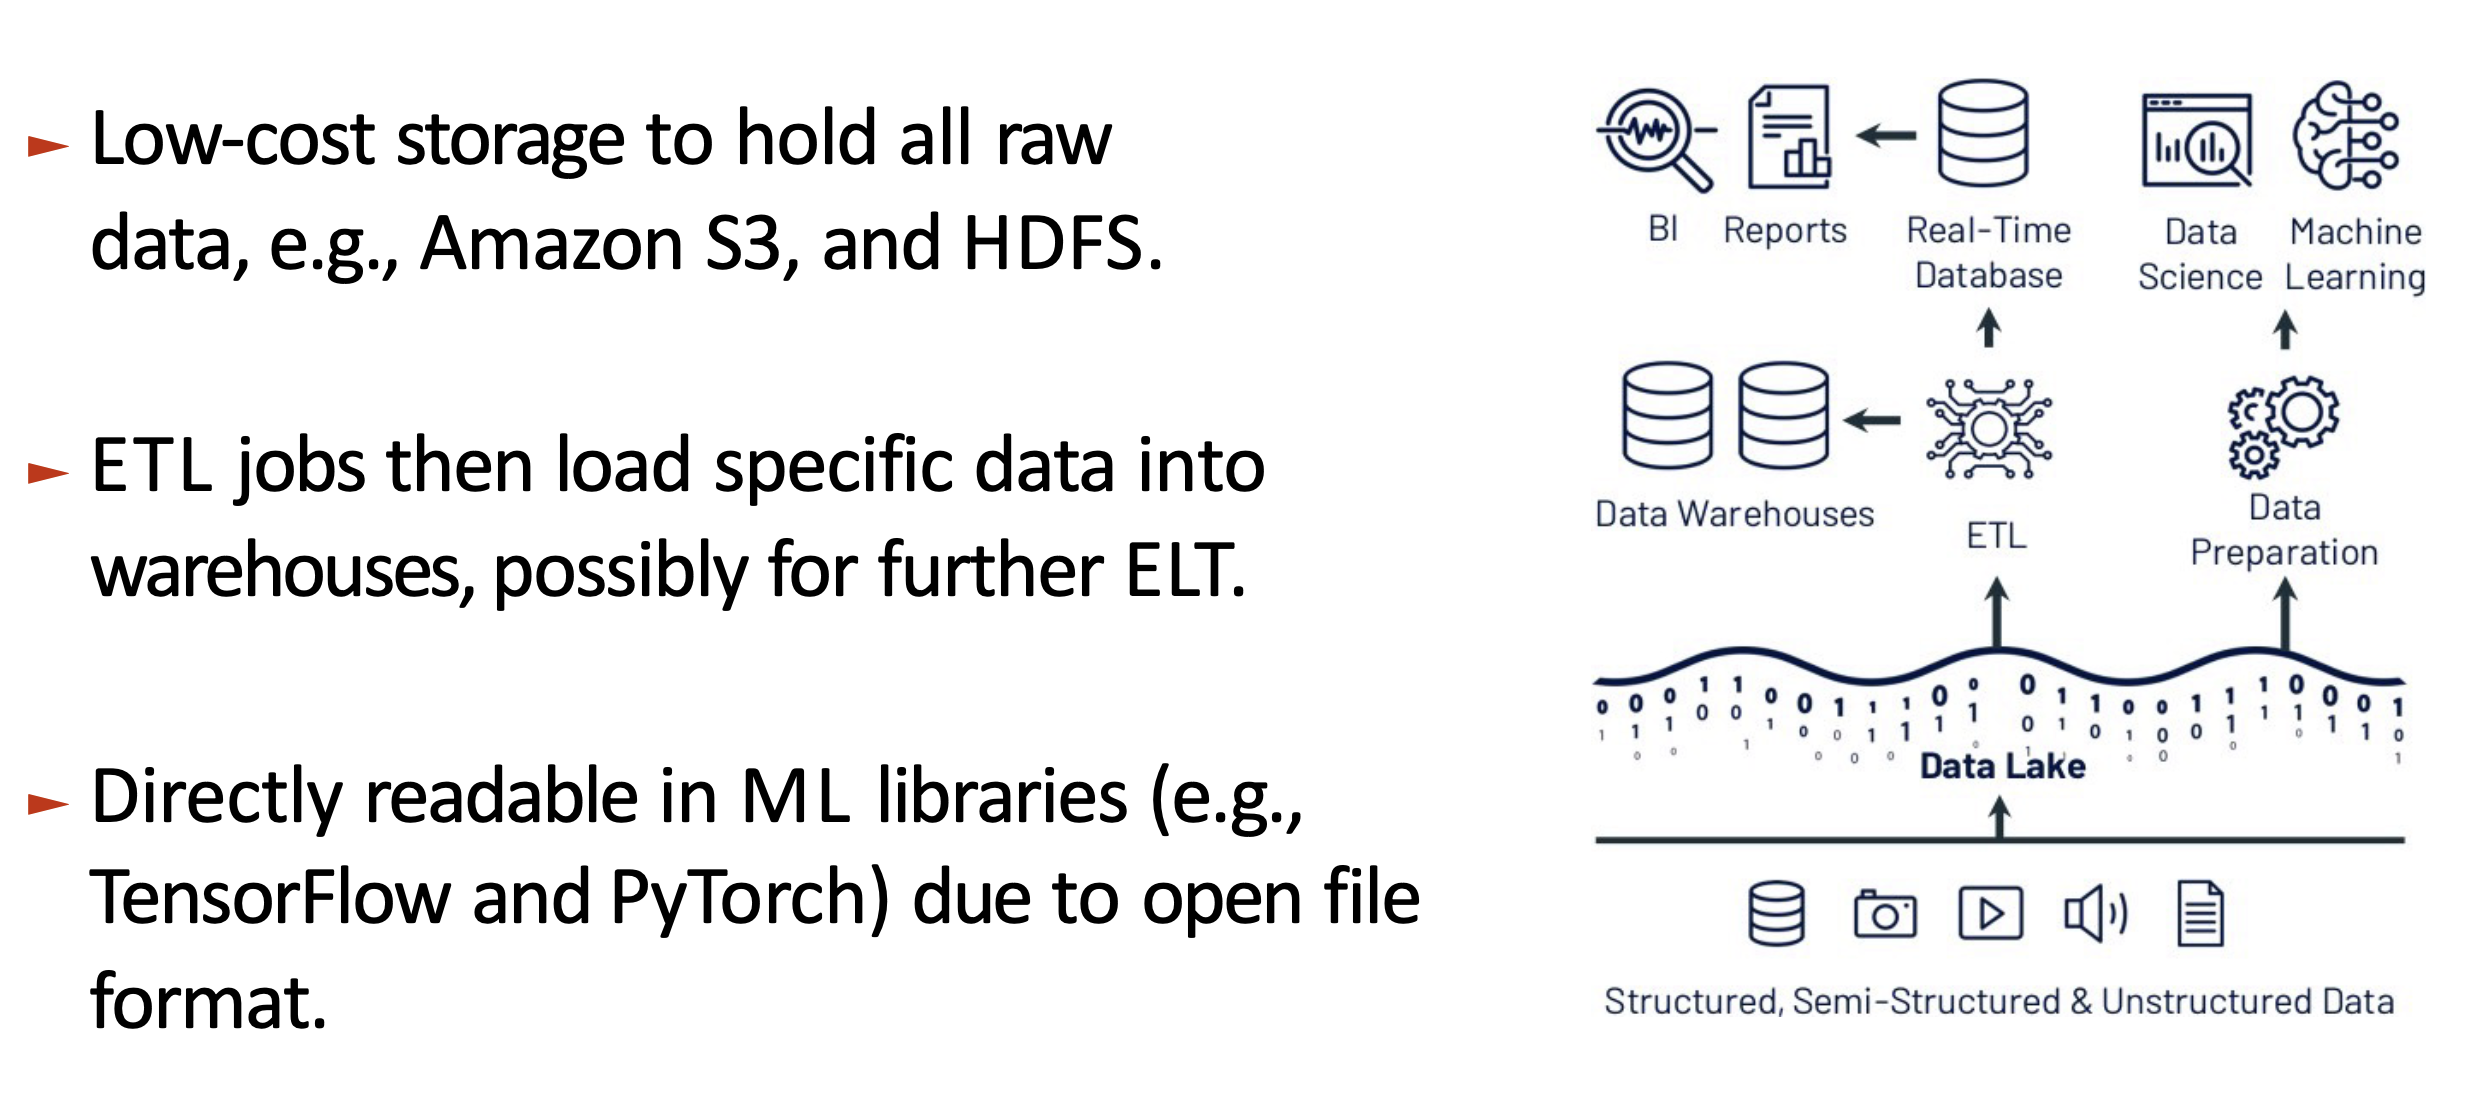 ► Low-cost storage to hold all raw
data, e.g., Amazon S3, and HDFS.
► ETL jobs then load specific data into
warehouses, possibly for further ELT.
► Directly readable in ML libraries (e.g.,
TensorFlow and PyTorch) due to open file
format.
BI
Reports
Real-Time
Database
Data
Science
Machine
Learning
Data Warehouses
ETL
Data
Preparation
Data Lake
Structured, Semi-Structured & Unstructured Data